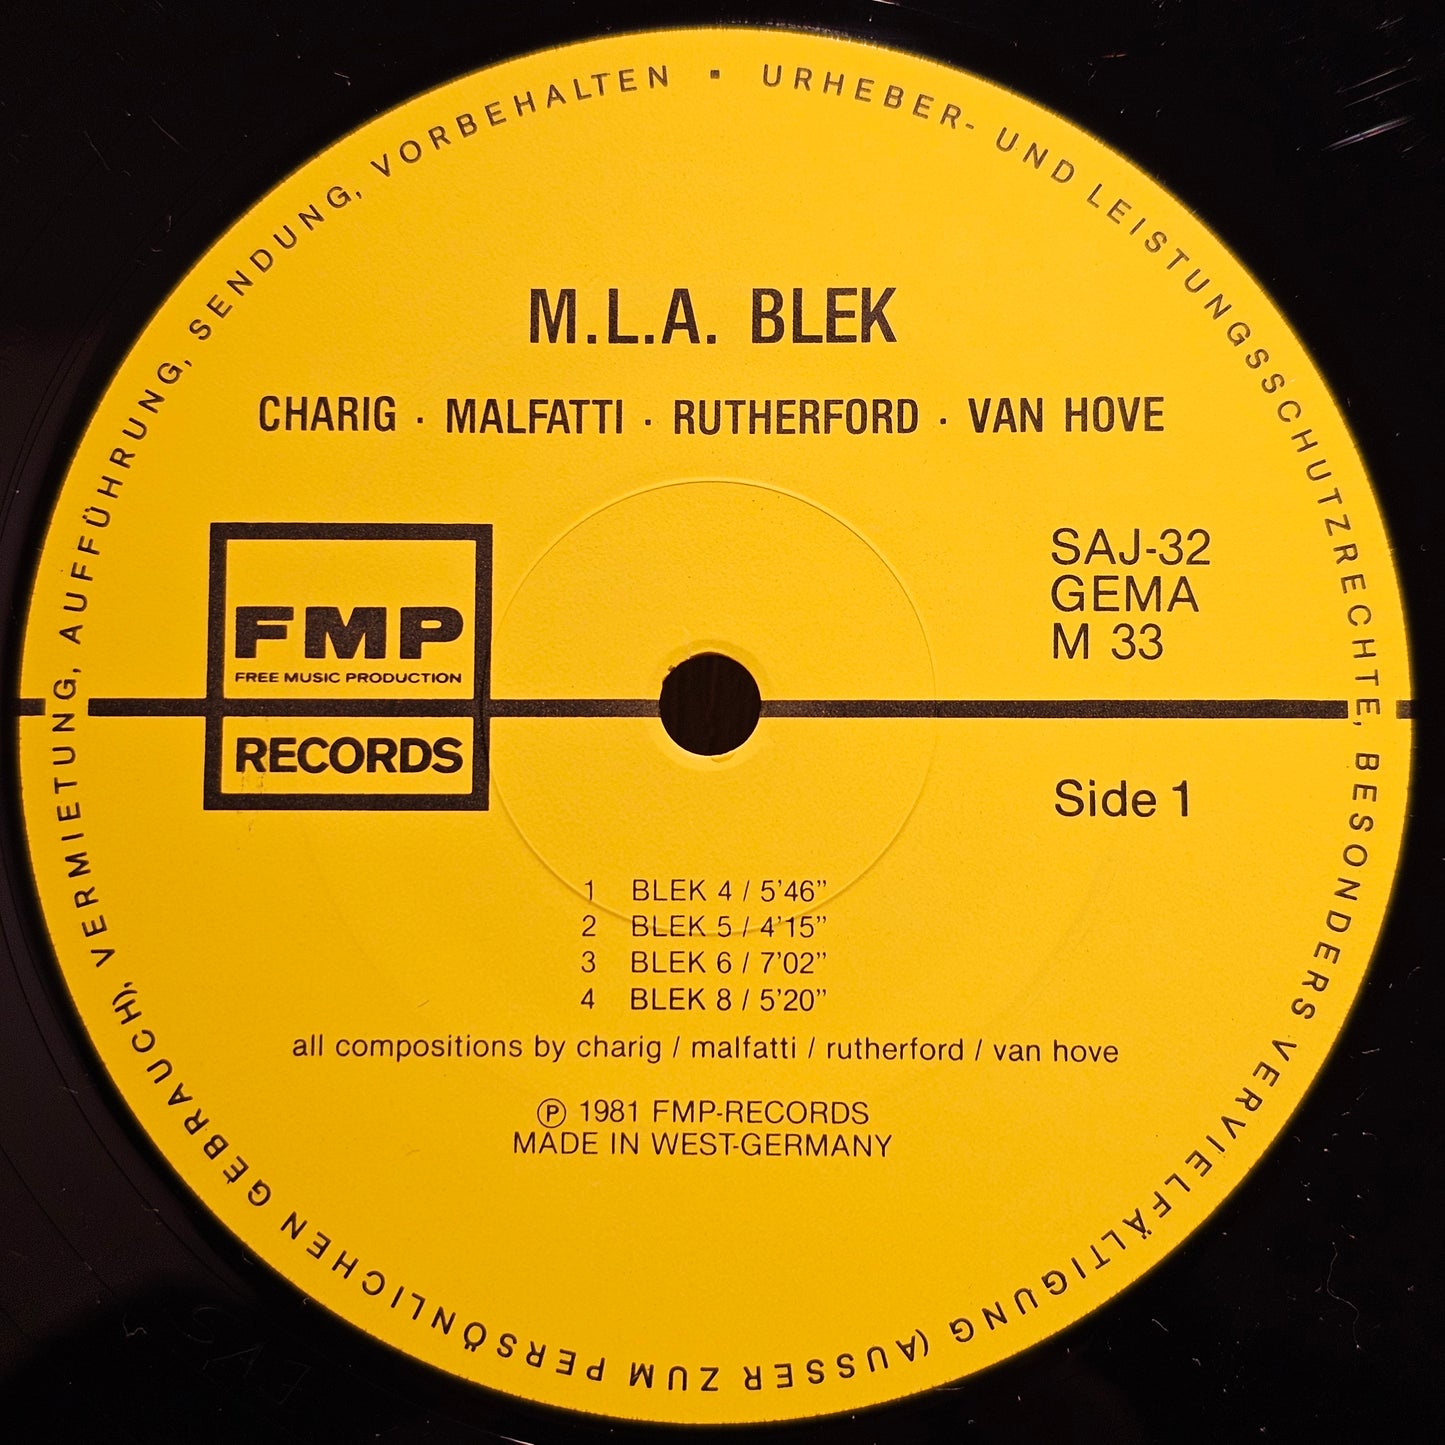 URHEBER- UND LEISTUNGSSCHUTZRECHTE, BESONDERS VERVIELFÄLTIGUNG (AUSSER ZUM PERSÖNLICHEN GEBRAUCH), VERMIETUNG, AUFFÜHRUNG, SENDUNG, VORBEHALTEN ▪
M.L.A. BLEK
CHARIG · MALFATTI · RUTHERFORD · VAN HOVE
FMP
FREE MUSIC PRODUCTION
RECORDS
SAJ-32
GEMA
M 33
Side 1
1 BLEK 4 / 5'46”
2 BLEK 5 / 4'15”
3 BLEK 6 / 7'02”
4 BLEK 8 / 5'20”
all compositions by charig / malfatti / rutherford / van hove
Ⓟ 1981 FMP-RECORDS
MADE IN WEST-GERMANY